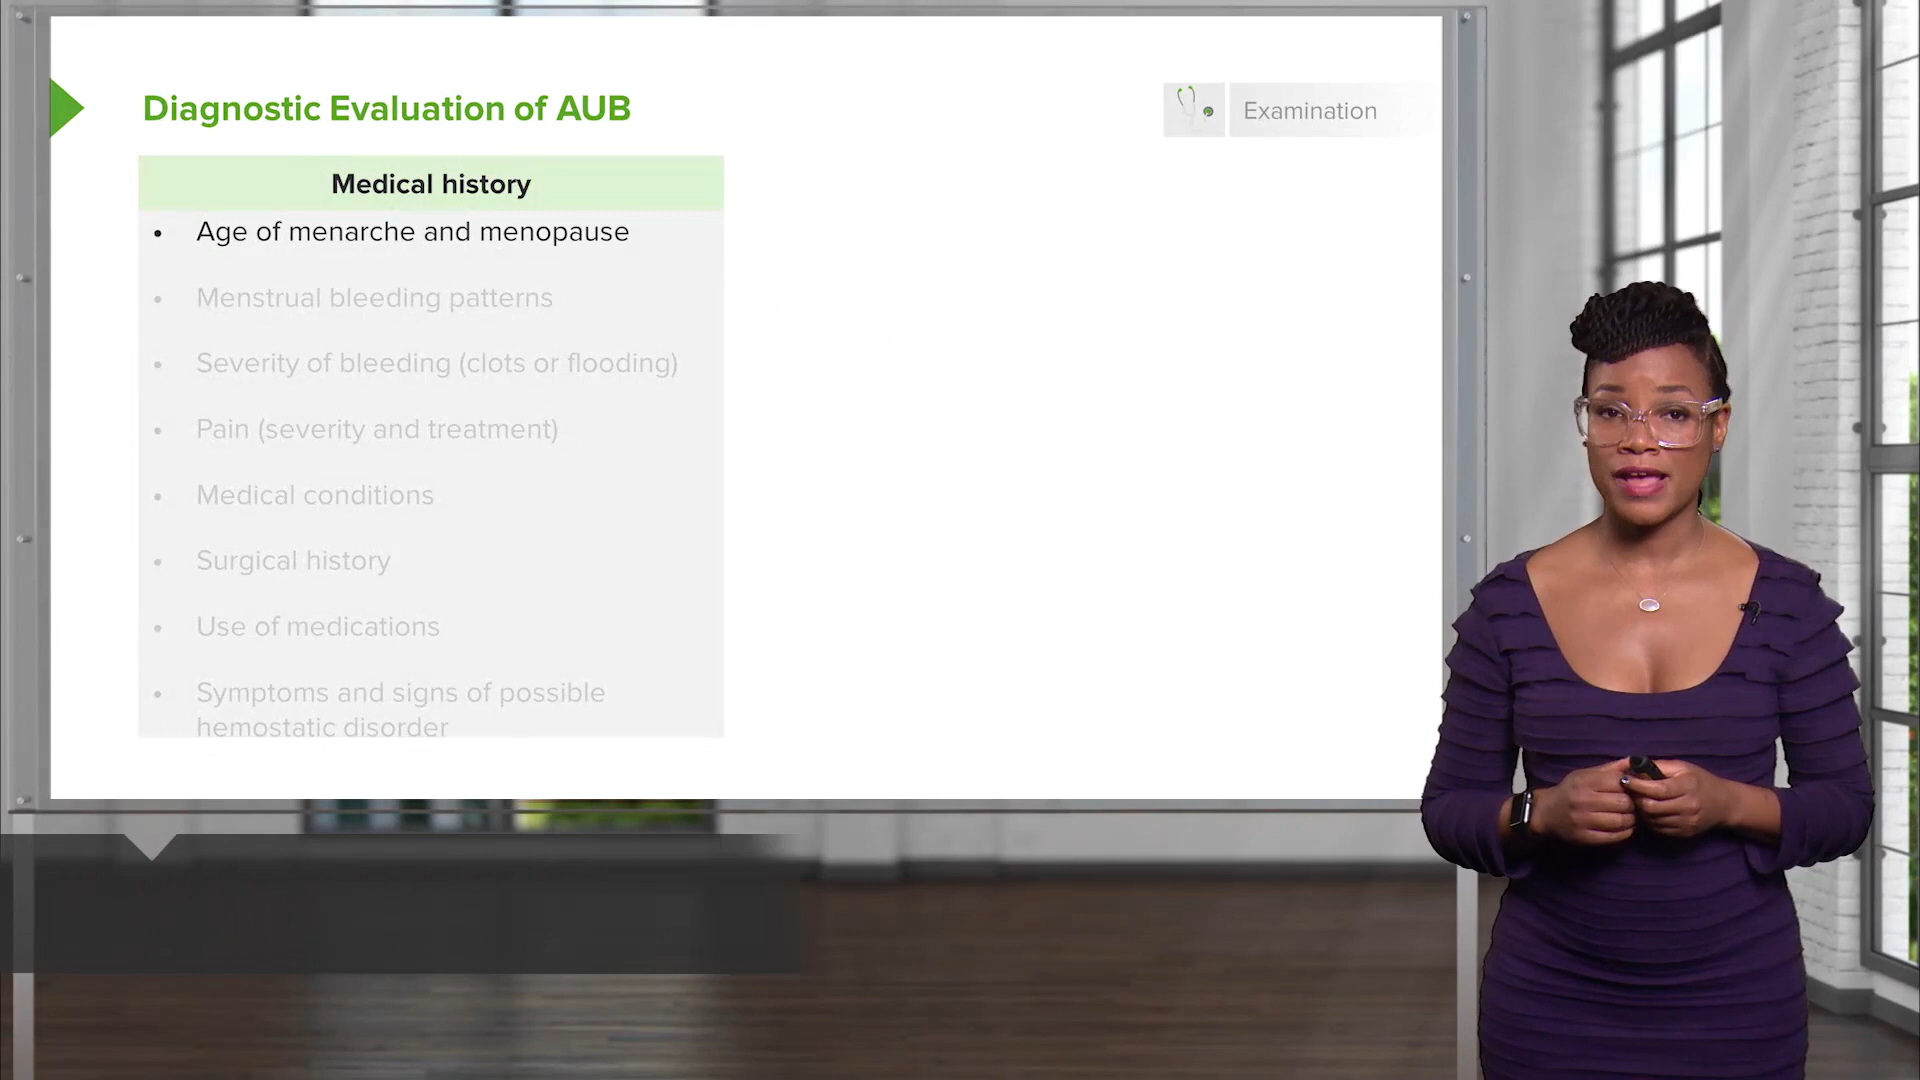 Diagnostic Evaluation of AUB
Examination
Medical history
• Age of menarche and menopause
• Menstrual bleeding patterns
• Severity of bleeding (clots or flooding)
• Pain (severity and treatment)
• Medical conditions
• Surgical history
• Use of medications
• Symptoms and signs of possible
hemostatic disorder